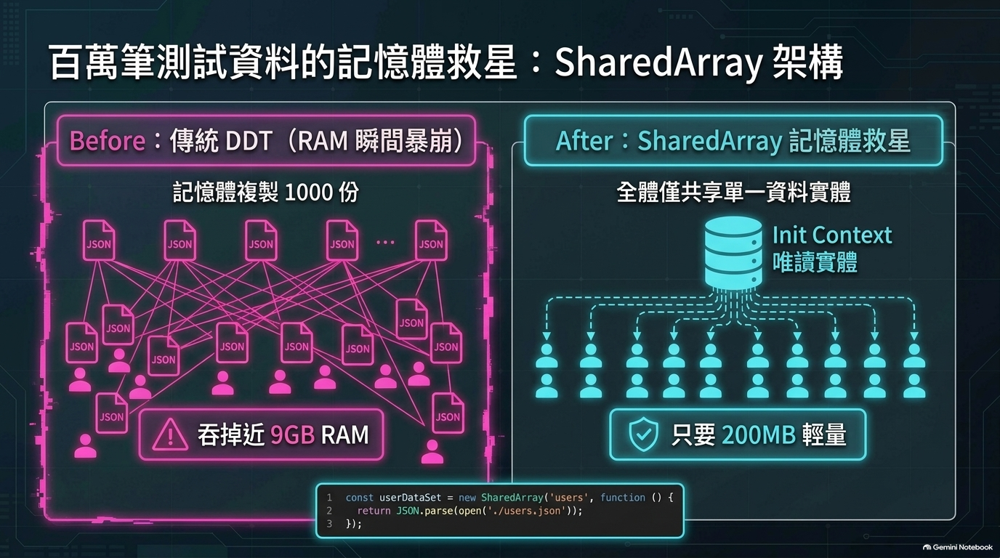 百萬筆測試資料的記憶體救星：SharedArray 架構
Before：傳統 DDT（RAM 瞬間暴崩）
記憶體複製 1000 份
JSON
JSON
JSON
JSON
...
JSON
JSON
JSON
JSON
JSON
JSON
JSON
JSON
JSON
JSON
JSON
吞掉近 9GB RAM
After：SharedArray 記憶體救星
全體僅共享單一資料實體
Init Context
唯讀實體
只要 200MB 輕量
1 const userDataSet = new SharedArray('users', function () {
2 return JSON.parse(open('./users.json'));
3 });
Gemini Notebook